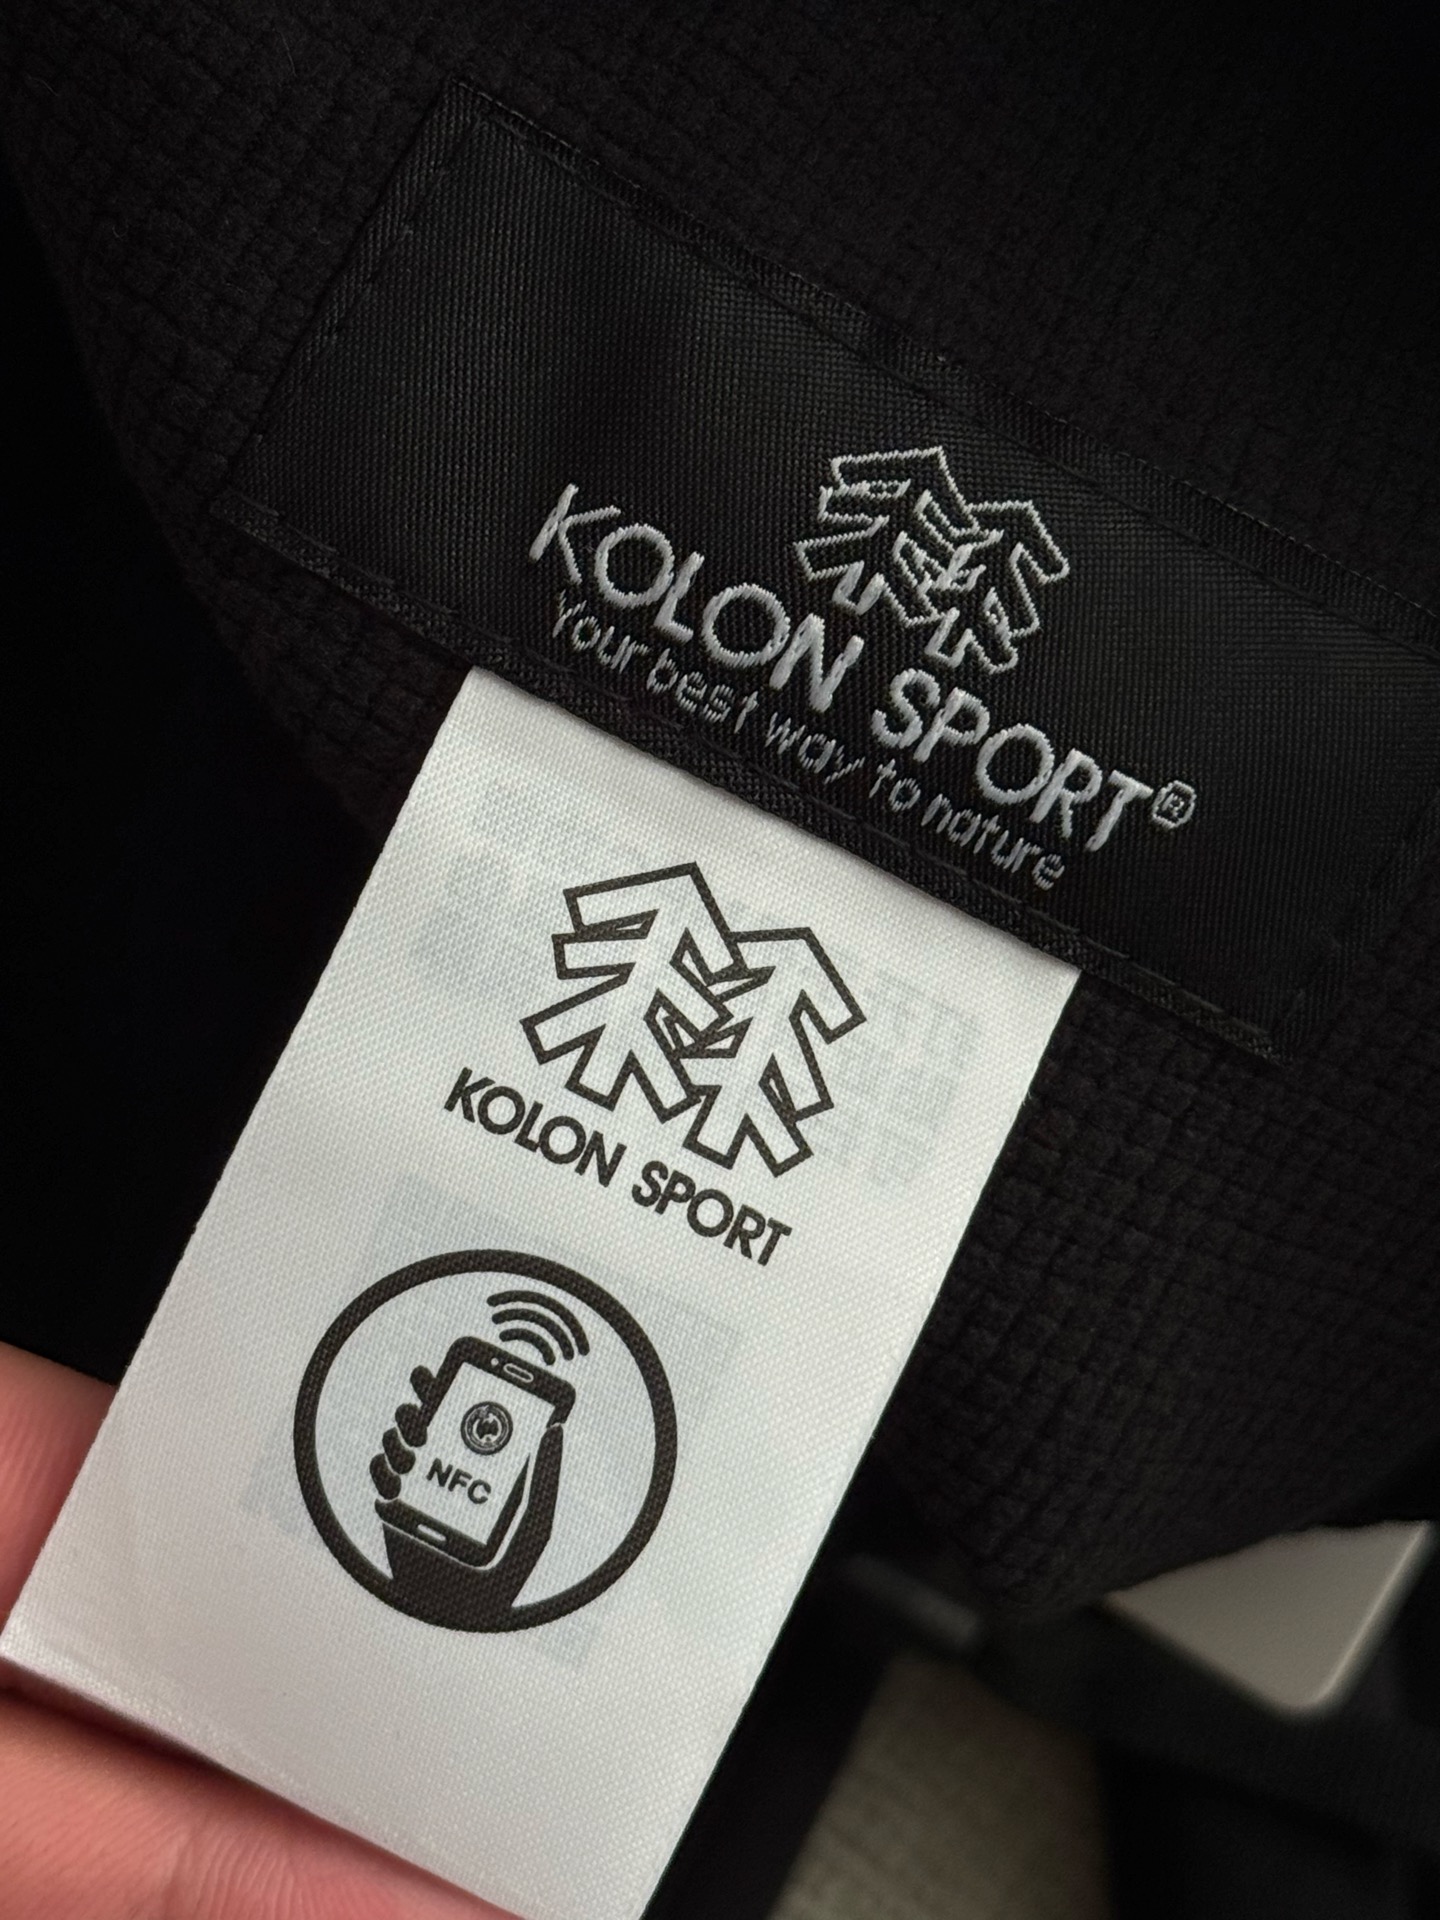 KOLON SPORT®
Your best way to nature
KOLON SPORT
NFC